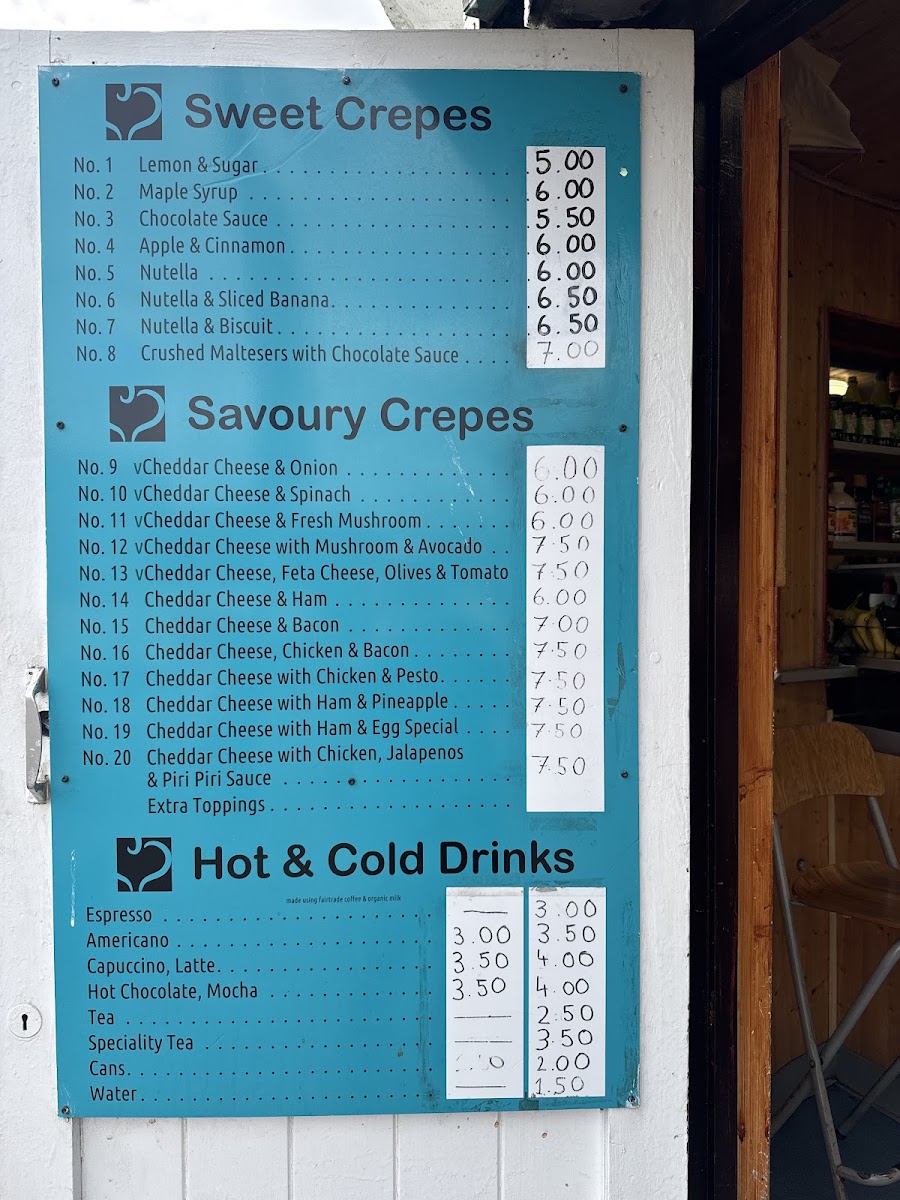 Sweet Crepes
No. 1 Lemon & Sugar 5.00
No. 2 Maple Syrup 6.00
No. 3 Chocolate Sauce 5.50
No. 4 Apple & Cinnamon 6.00
No. 5 Nutella 6.00
No. 6 Nutella & Sliced Banana 6.50
No. 7 Nutella & Biscuit 6.50
No. 8 Crushed Maltesers with Chocolate Sauce 7.00
Savoury Crepes
No. 9 vCheddar Cheese & Onion 6.00
No. 10 vCheddar Cheese & Spinach 6.00
No. 11 vCheddar Cheese & Fresh Mushroom 6.00
No. 12 vCheddar Cheese with Mushroom & Avocado 7.50
No. 13 vCheddar Cheese, Feta Cheese, Olives & Tomato 7.50
No. 14 Cheddar Cheese & Ham 6.00
No. 15 Cheddar Cheese & Bacon 7.00
No. 16 Cheddar Cheese, Chicken & Bacon 7.50
No. 17 Cheddar Cheese with Chicken & Pesto 7.50
No. 18 Cheddar Cheese with Ham & Pineapple 7.50
No. 19 Cheddar Cheese with Ham & Egg Special 7.50
No. 20 Cheddar Cheese with Chicken, Jalapenos
& Piri Piri Sauce 7.50
Extra Toppings
Hot & Cold Drinks
made using fairtrade coffee & organic milk
Espresso — 3.00
Americano 3.00 3.50
Capuccino, Latte 3.50 4.00
Hot Chocolate, Mocha 3.50 4.00
Tea — 2.50
Speciality Tea — 3.50
Cans 2.00
Water — 1.50